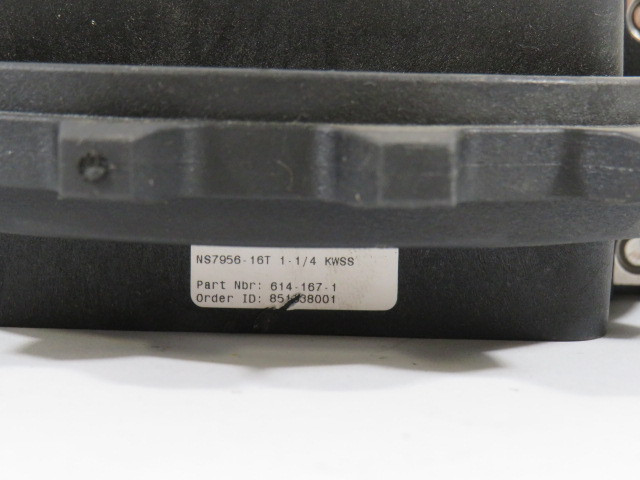 NS7956-16T 1-1/4 KWSS
Part Nbr: 614-167-1
Order ID: